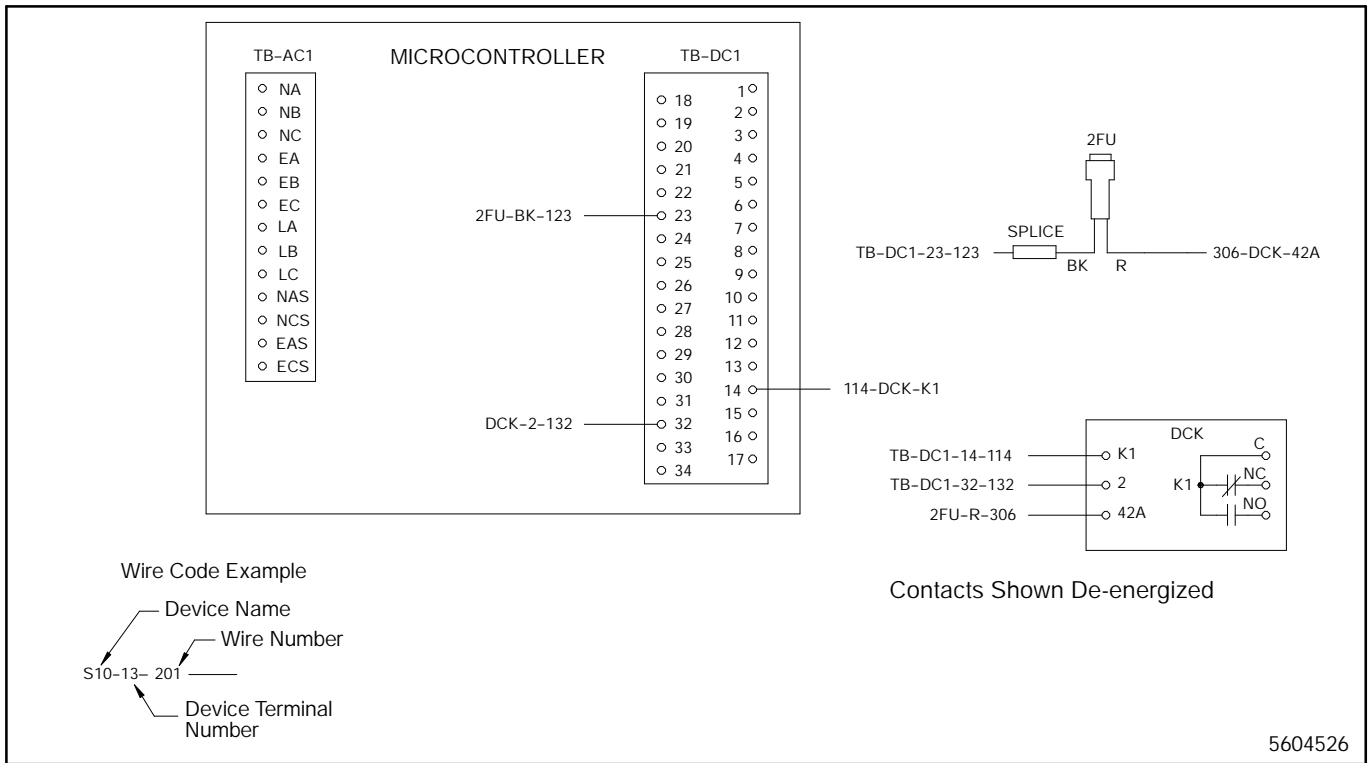 TB-AC1
MICROCONTROLLER
TB-DC1
NA
NB
NC
EA
EB
EC
LA
LB
LC
NAS
NCS
EAS
ECS
18
19
20
21
22
23
24
25
26
27
28
29
30
31
32
33
34
1
2
3
4
5
6
7
8
9
10
11
12
13
14
15
16
17
2FU-BK-123
DCK-2-132
114-DCK-K1
2FU
SPLICE
TB-DC1-23-123
BK
R
306-DCK-42A
DCK
TB-DC1-14-114
K1
TB-DC1-32-132
2
2FU-R-306
42A
K1
C
NC
NO
Contacts Shown De-energized
Wire Code Example
Device Name
Wire Number
S10-13- 201
Device Terminal
Number
5604526